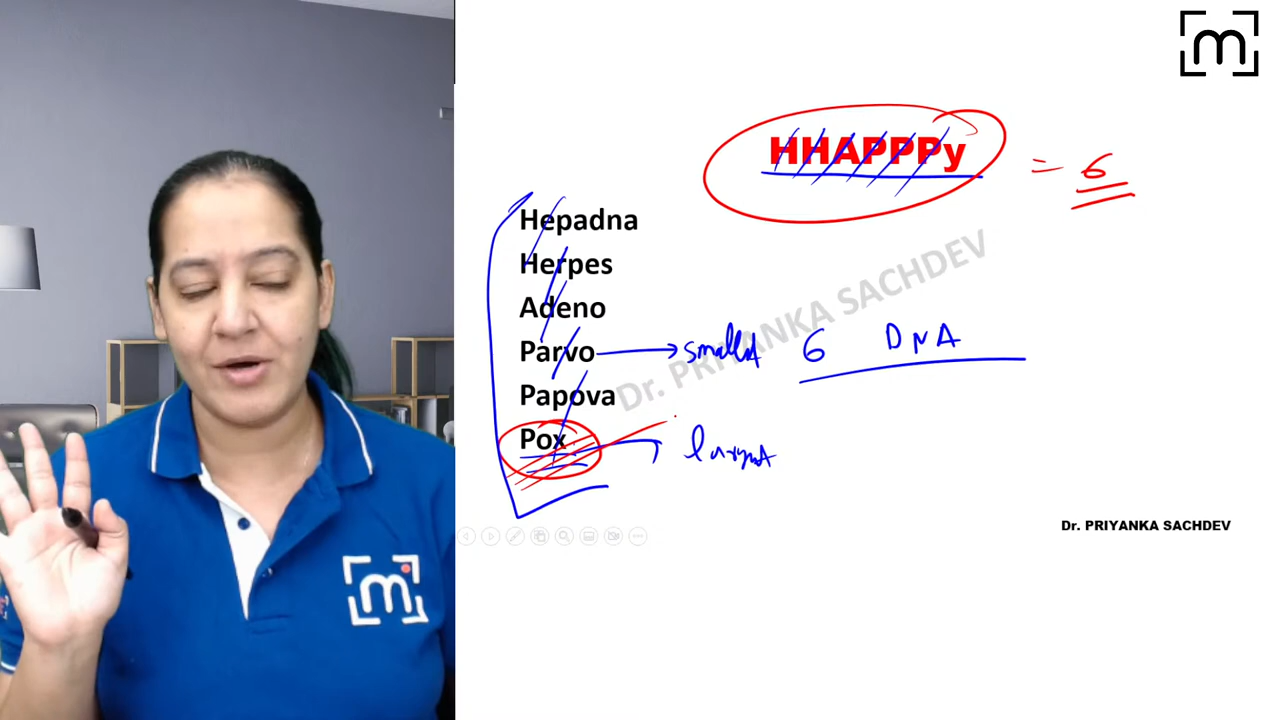 m
HHAPPPy = 6
Hepadna
Herpes
Adeno
Parvo → smallest 6 DNA
Papova
Pox → largest
Dr. PRIYANKA SACHDEV
Dr. PRIYANKA SACHDEV
m